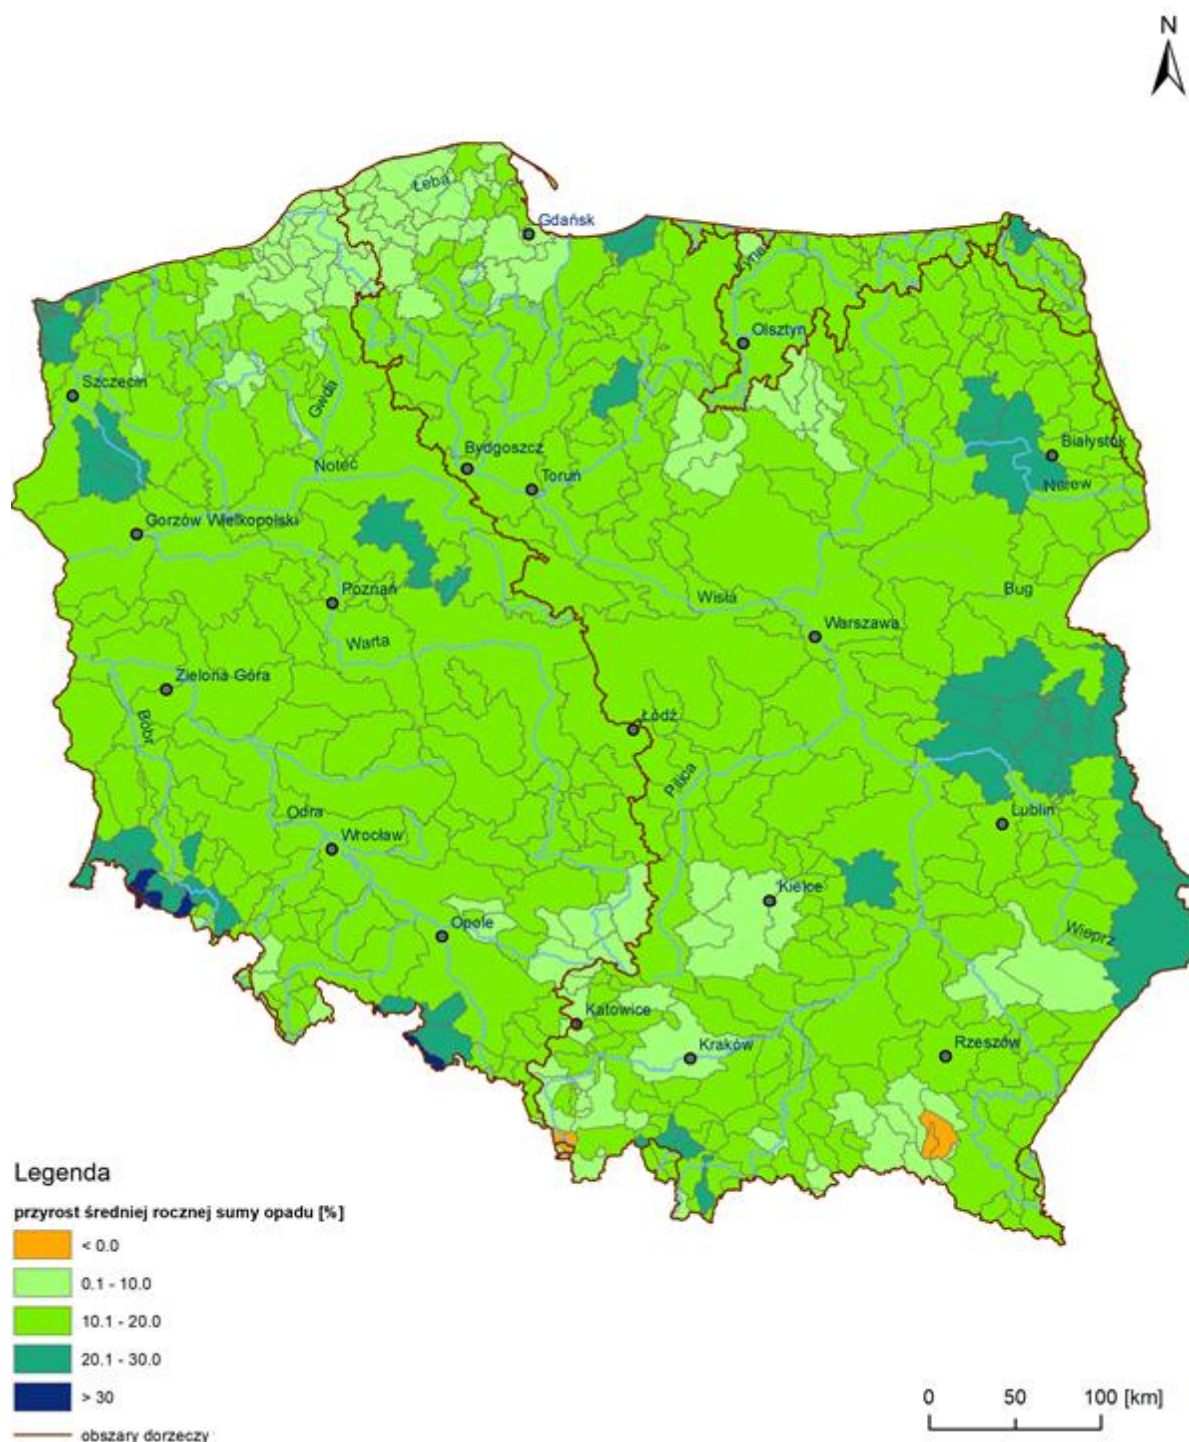 N
Łeba
Gdańsk
Łyna
Olsztyn
Szczecin
Gwda
Bydgoszcz
Białystok
Noteć
Toruń
Narew
Gorzów Wielkopolski
Poznań
Wisła
Bug
Warszawa
Warta
Zielona Góra
Bóbr
Łódź
Pilica
Odra
Lublin
Wrocław
Kielce
Opole
Wieprz
Katowice
Kraków
Rzeszów
Legenda
przyrost średniej rocznej sumy opadu [%]
< 0.0
0.1 - 10.0
10.1 - 20.0
20.1 - 30.0
> 30
obszary dorzeczy
0 50 100 [km]